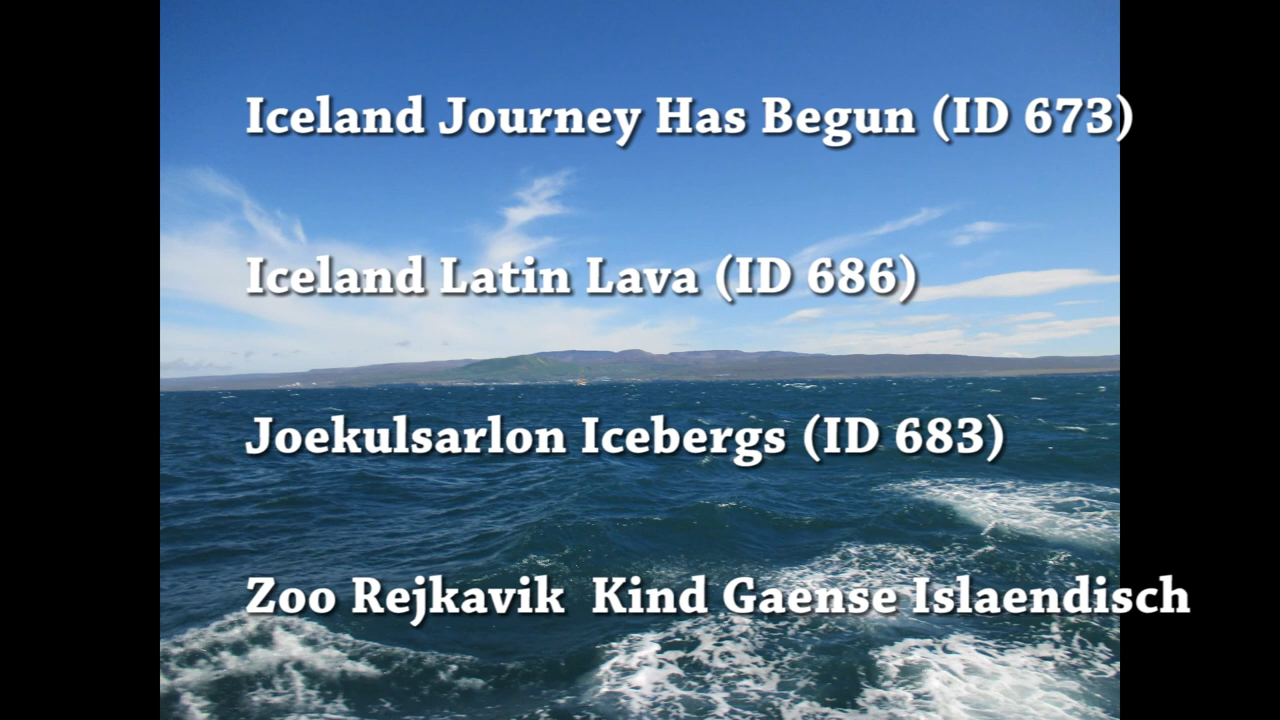 Iceland Journey Has Begun (ID 673)
Iceland Latin Lava (ID 686)
Joekulsarlon Icebergs (ID 683)
Zoo Rejkavik  Kind Gaense Islaendisch